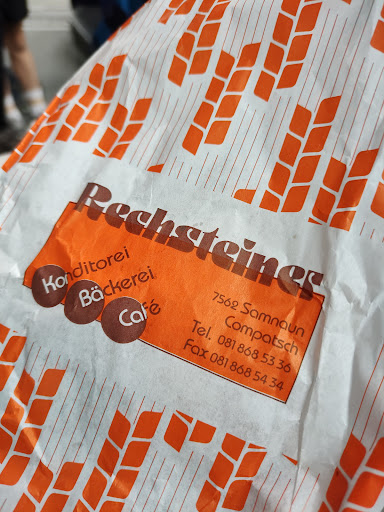 Rechsteiner
Konditorei
Bäckerei
Café
7562 Samnaun
Compatsch
Tel. 081 868 53 36
Fax 081 868 54 34